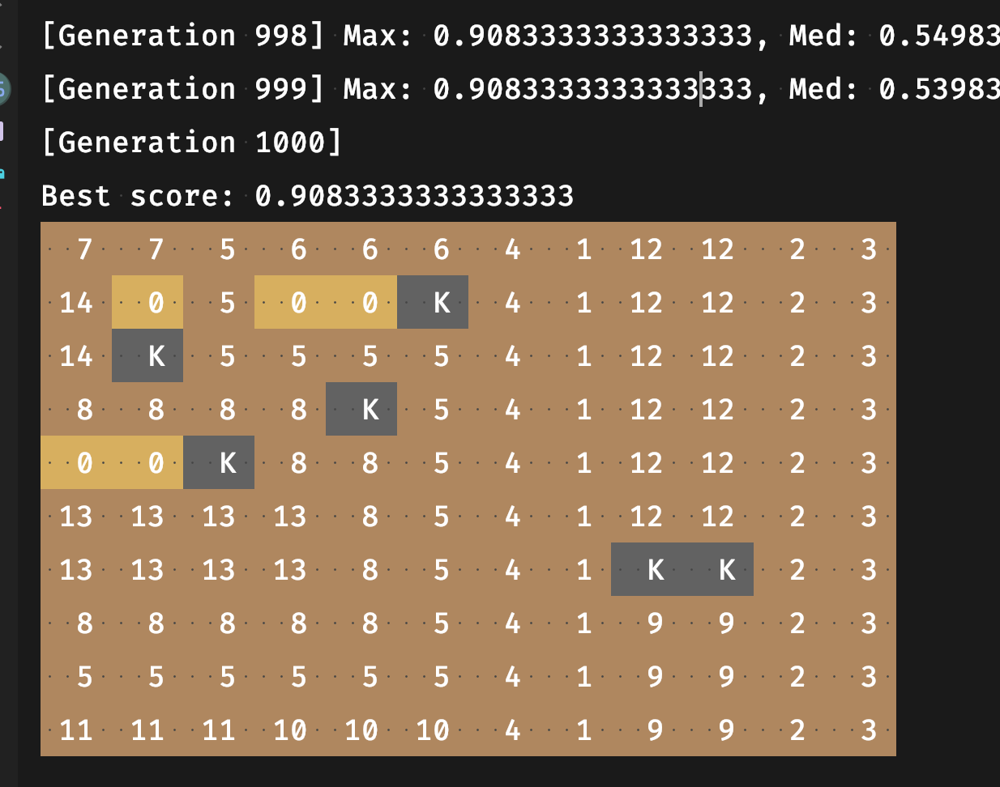 [Generation 998] Max: 0.9083333333333333, Med: 0.54983
[Generation 999] Max: 0.9083333333333333, Med: 0.53983
[Generation 1000]
Best score: 0.9083333333333333
7 7 5 6 6 6 4 1 12 12 2 3
14 0 5 0 0 K 4 1 12 12 2 3
14 K 5 5 5 5 4 1 12 12 2 3
8 8 8 8 K 5 4 1 12 12 2 3
0 0 K 8 8 5 4 1 12 12 2 3
13 13 13 13 8 5 4 1 12 12 2 3
13 13 13 13 8 5 4 1 K K 2 3
8 8 8 8 8 5 4 1 9 9 2 3
5 5 5 5 5 5 4 1 9 9 2 3
11 11 11 10 10 10 4 1 9 9 2 3